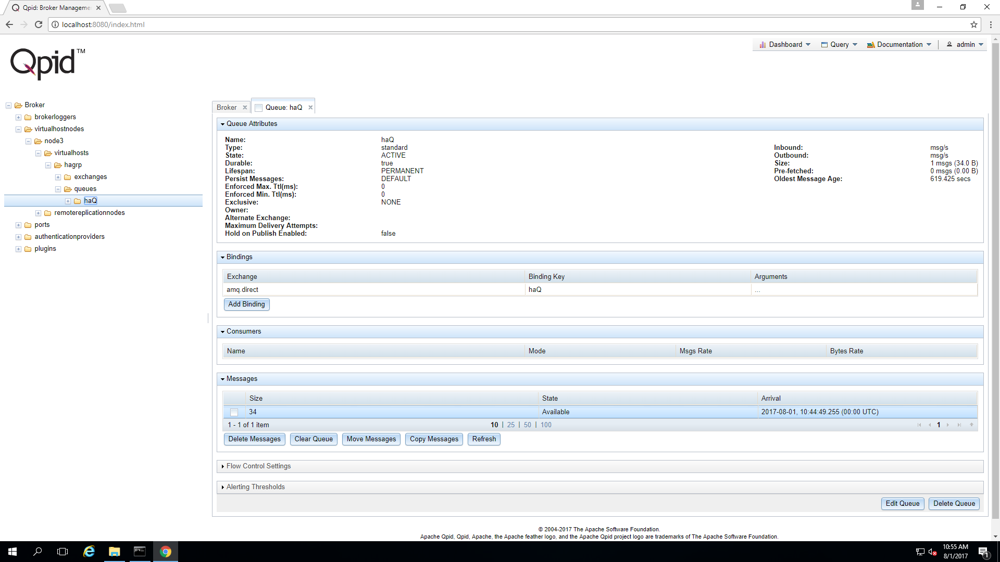 Qpid: Broker Manageme
localhost:8080/index.html
Dashboard Query Documentation admin
Qpid™
Broker
brokerloggers
virtualhostnodes
node3
virtualhosts
hagrp
exchanges
queues
haQ
remotereplicationnodes
ports
authenticationproviders
plugins
Broker x Queue: haQ x
Queue Attributes
Name: haQ
Type: standard Inbound: msg/s
State: ACTIVE Outbound: msg/s
Durable: true Size: 1 msgs (34.0 B)
Lifespan: PERMANENT Pre-fetched: 0 msgs (0.00 B)
Persist Messages: DEFAULT Oldest Message Age: 619.425 secs
Enforced Max. Ttl(ms): 0
Enforced Min. Ttl(ms): 0
Exclusive: NONE
Owner:
Alternate Exchange:
Maximum Delivery Attempts:
Hold on Publish Enabled: false
Bindings
Exchange Binding Key Arguments
amq.direct haQ ...
Add Binding
Consumers
Name Mode Msgs Rate Bytes Rate
Messages
Size State Arrival
34 Available 2017-08-01, 10:44:49.255 (00:00 UTC)
1 - 1 of 1 item 10 | 25 | 50 | 100 1
Delete Messages Clear Queue Move Messages Copy Messages Refresh
Flow Control Settings
Alerting Thresholds
Edit Queue Delete Queue
© 2004-2017 The Apache Software Foundation.
Apache Qpid, Qpid, Apache, the Apache feather logo, and the Apache Qpid project logo are trademarks of The Apache Software Foundation.
10:55 AM
8/1/2017
1